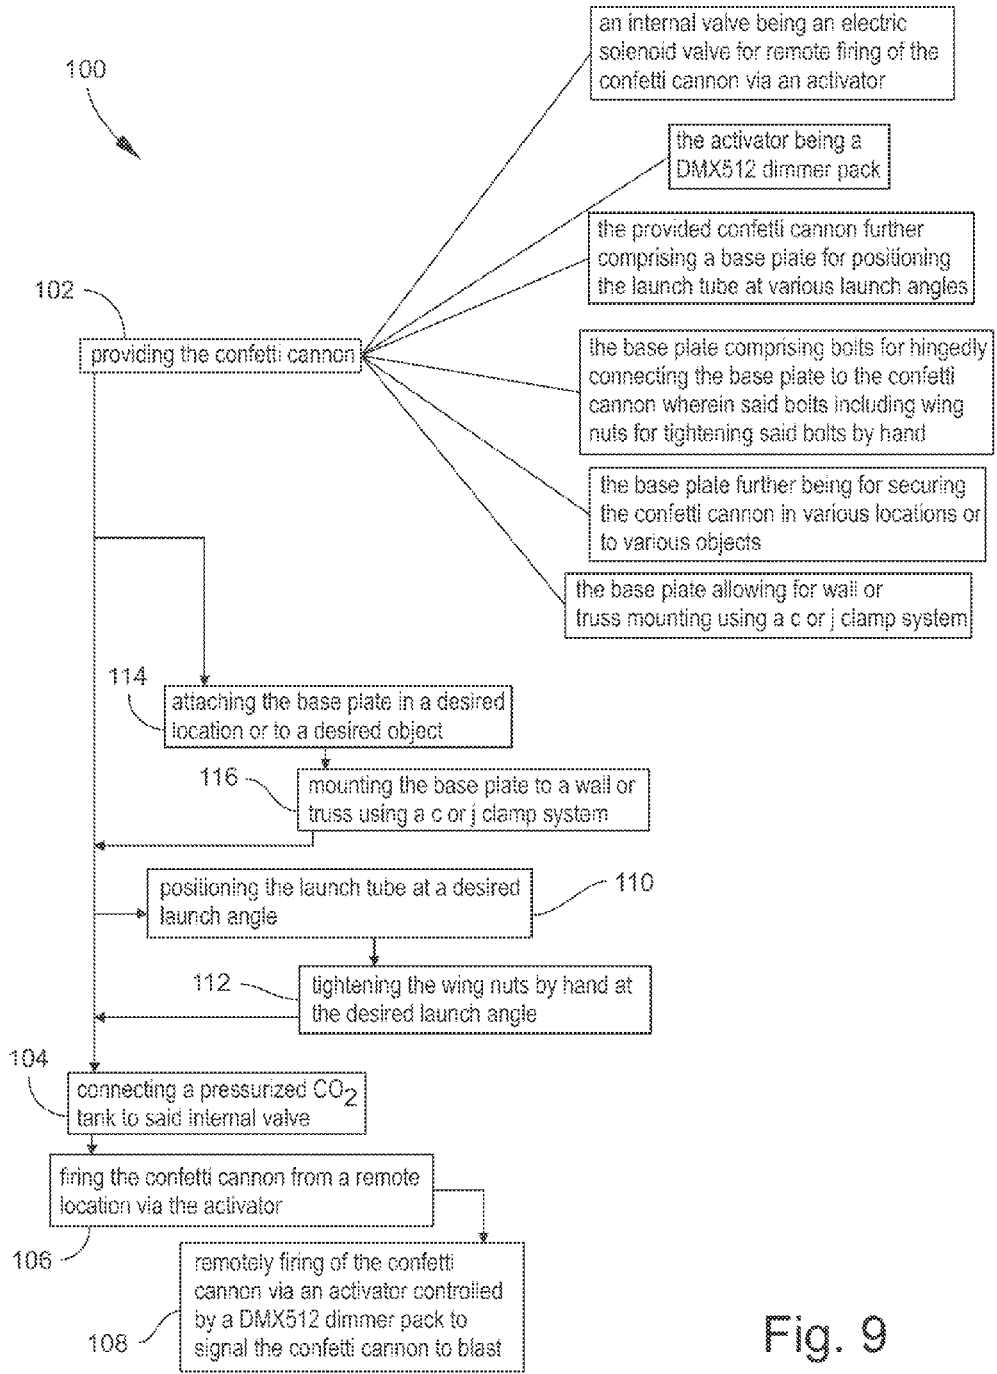 100
an internal valve being an electric
solenoid valve for remote firing of the
confetti cannon via an activator
the activator being a
DMX512 dimmer pack
the provided confetti cannon further
comprising a base plate for positioning
the launch tube at various launch angles
102
providing the confetti cannon
the base plate comprising bolts for hingedly
connecting the base plate to the confetti
cannon wherein said bolts including wing
nuts for tightening said bolts by hand
the base plate further being for securing
the confetti cannon in various locations or
to various objects
the base plate allowing for wall or
truss mounting using a c or j clamp system
114
attaching the base plate in a desired
location or to a desired object
116
mounting the base plate to a wall or
truss using a c or j clamp system
positioning the launch tube at a desired
launch angle
110
112
tightening the wing nuts by hand at
the desired launch angle
104
connecting a pressurized CO2
tank to said internal valve
firing the confetti cannon from a remote
location via the activator
106
remotely firing of the confetti
cannon via an activator controlled
by a DMX512 dimmer pack to
signal the confetti cannon to blast
108
Fig. 9